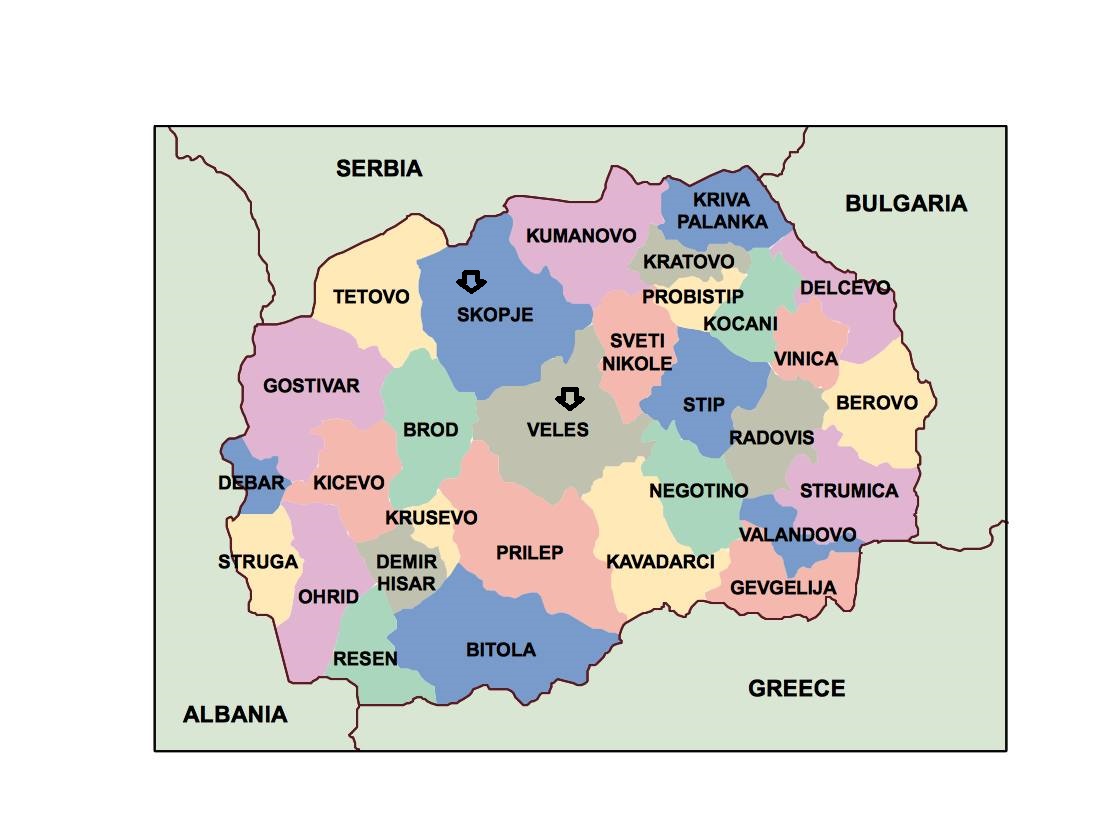 SERBIA
BULGARIA
KRIVA
PALANKA
KUMANOVO
KRATOVO
DELCEVO
TETOVO
PROBISTIP
SKOPJE
KOCANI
SVETI
NIKOLE
VINICA
GOSTIVAR
STIP
BEROVO
BROD
VELES
RADOVIS
DEBAR
KICEVO
NEGOTINO
STRUMICA
KRUSEVO
VALANDOVO
PRILEP
STRUGA
DEMIR
HISAR
KAVADARCI
GEVGELIJA
OHRID
BITOLA
RESEN
GREECE
ALBANIA